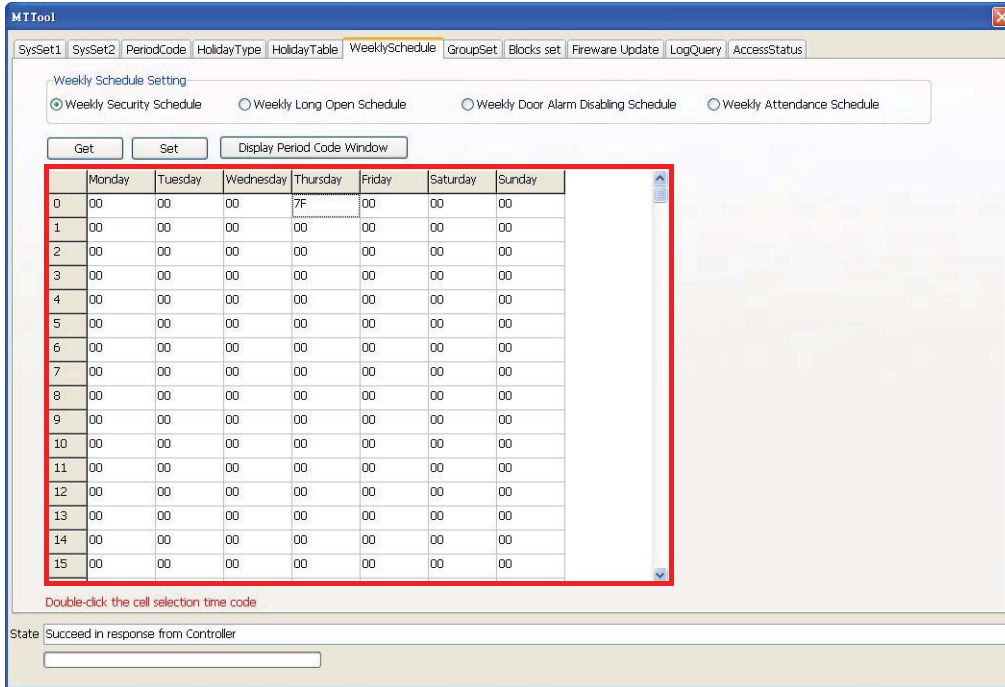 MTTool
SysSet1 SysSet2 PeriodCode HolidayType HolidayTable WeeklySchedule GroupSet Blocks set Fireware Update LogQuery AccessStatus
Weekly Schedule Setting
Weekly Security Schedule Weekly Long Open Schedule Weekly Door Alarm Disabling Schedule Weekly Attendance Schedule
Get Set Display Period Code Window
Monday Tuesday Wednesday Thursday Friday Saturday Sunday
0 00 00 00 7F 00 00 00
1 00 00 00 00 00 00 00
2 00 00 00 00 00 00 00
3 00 00 00 00 00 00 00
4 00 00 00 00 00 00 00
5 00 00 00 00 00 00 00
6 00 00 00 00 00 00 00
7 00 00 00 00 00 00 00
8 00 00 00 00 00 00 00
9 00 00 00 00 00 00 00
10 00 00 00 00 00 00 00
11 00 00 00 00 00 00 00
12 00 00 00 00 00 00 00
13 00 00 00 00 00 00 00
14 00 00 00 00 00 00 00
15 00 00 00 00 00 00 00
Double-click the cell selection time code
State Succeed in response from Controller